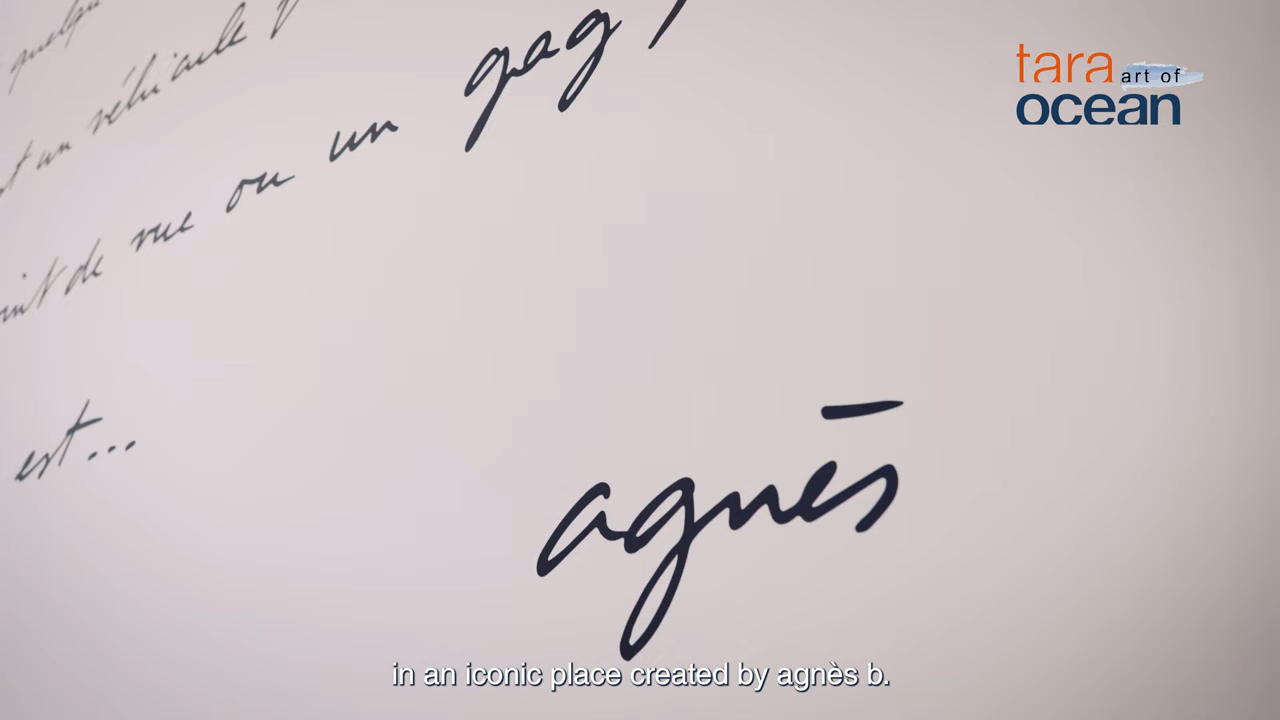 quelqu
un véhicule
de vue ou un gag,
est...
agnès
tara art of
ocean
in an iconic place created by agnès b.